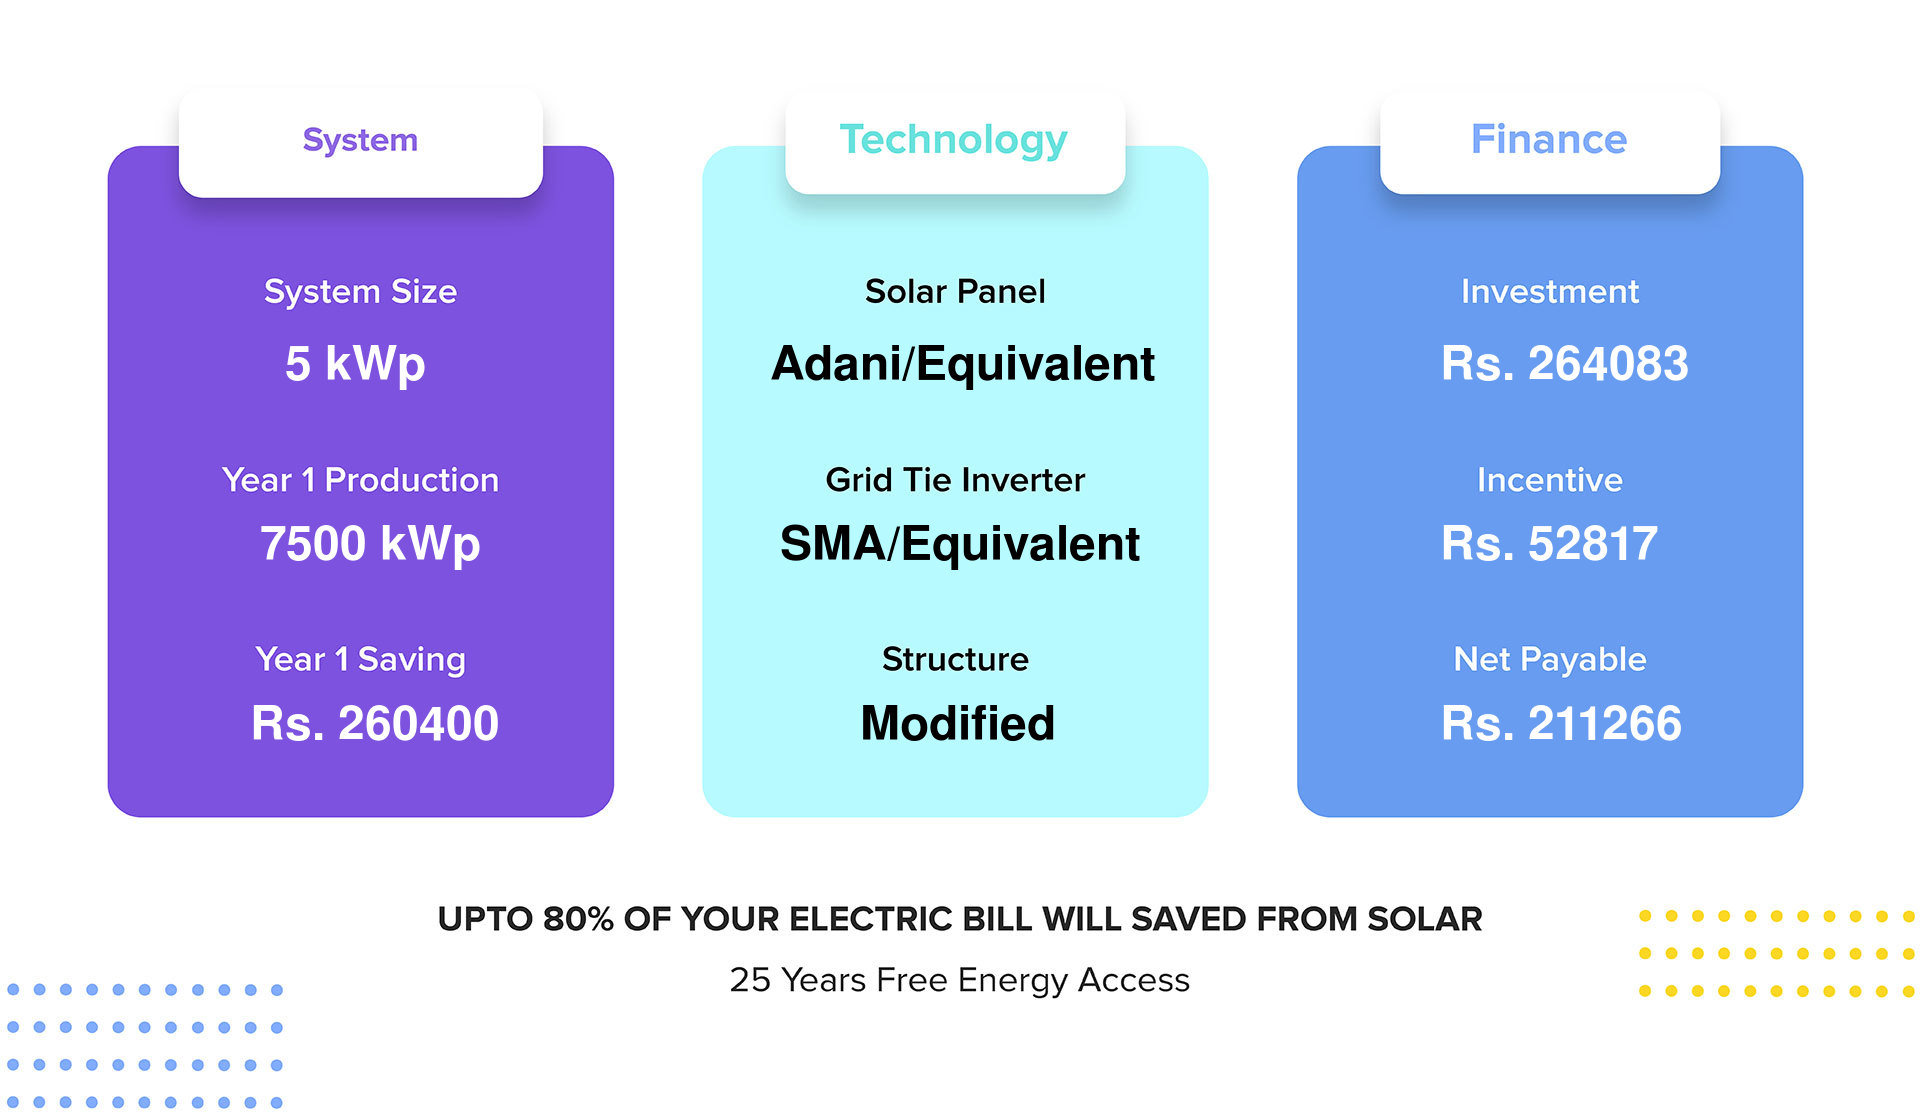 System
System Size
5 kWp
Year 1 Production
7500 kWp
Year 1 Saving
Rs. 260400
Technology
Solar Panel
Adani/Equivalent
Grid Tie Inverter
SMA/Equivalent
Structure
Modified
Finance
Investment
Rs. 264083
Incentive
Rs. 52817
Net Payable
Rs. 211266
UPTO 80% OF YOUR ELECTRIC BILL WILL SAVED FROM SOLAR
25 Years Free Energy Access